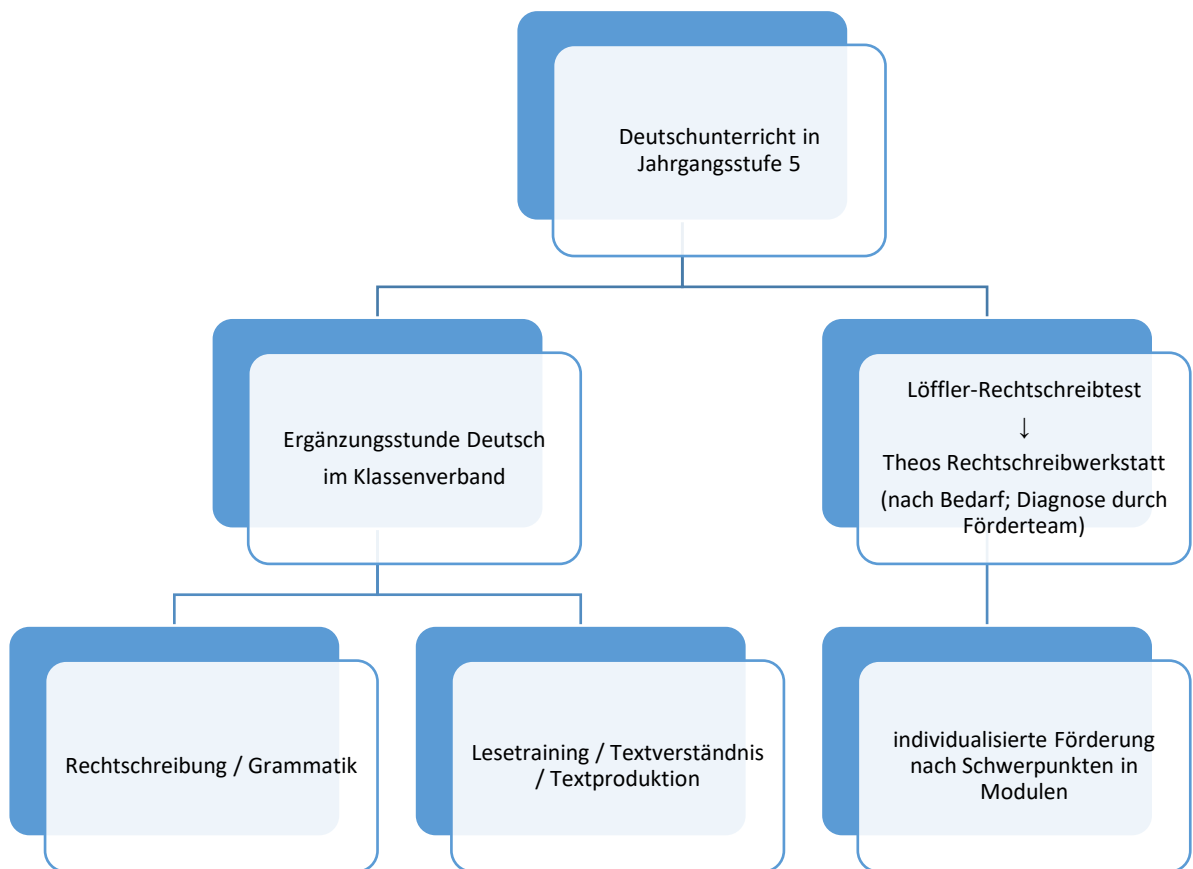 Deutschunterricht in
Jahrgangsstufe 5
Ergänzungsstunde Deutsch
im Klassenverband
Löffler-Rechtschreibtest
↓
Theos Rechtschreibwerkstatt
(nach Bedarf; Diagnose durch
Förderteam)
Rechtschreibung / Grammatik
Lesetraining / Textverständnis
/ Textproduktion
individualisierte Förderung
nach Schwerpunkten in
Modulen